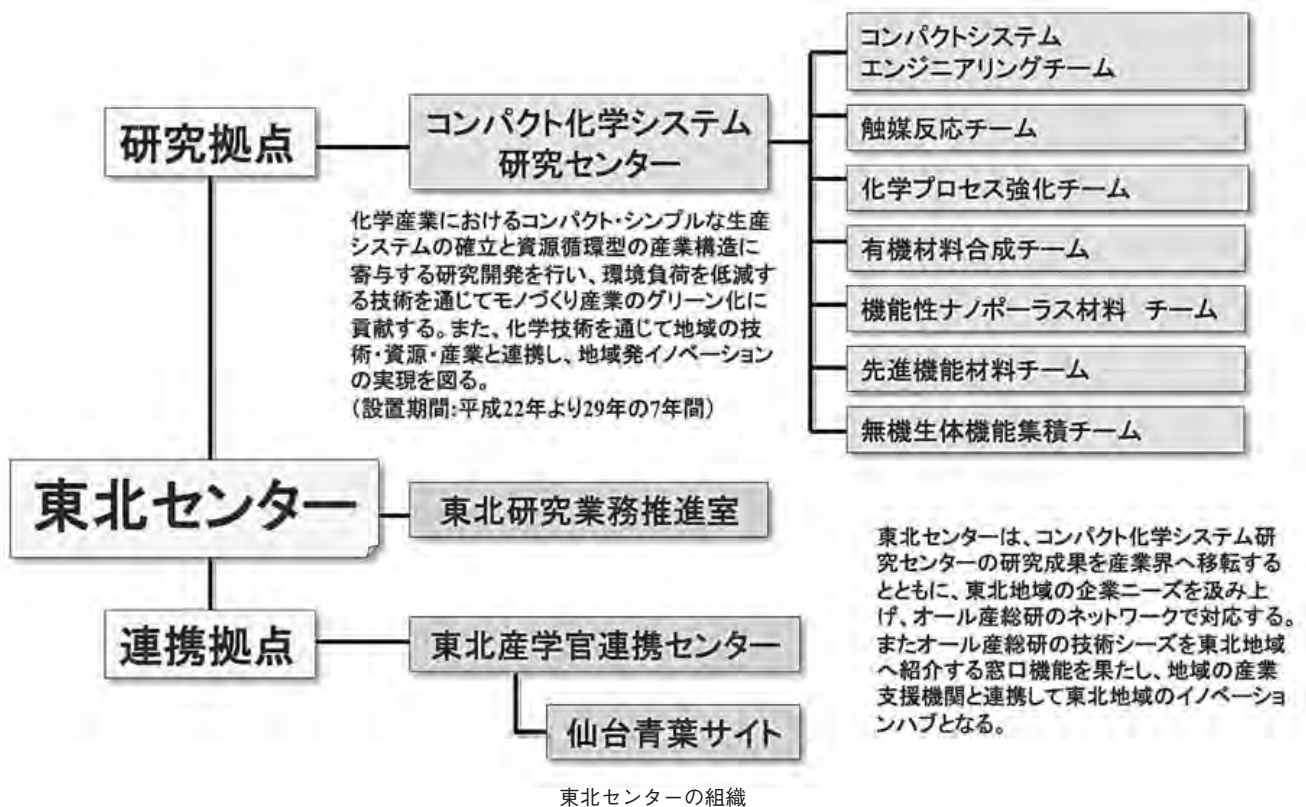 研究拠点
コンパクト化学システム
研究センター
化学産業におけるコンパクト・シンプルな生産
システムの確立と資源循環型の産業構造に
寄与する研究開発を行い、環境負荷を低減す
る技術を通じてモノづくり産業のグリーン化に
貢献する。また、化学技術を通じて地域の技
術・資源・産業と連携し、地域発イノベーション
の実現を図る。
（設置期間:平成22年より29年の7年間）
コンパクトシステム
エンジニアリングチーム
触媒反応チーム
化学プロセス強化チーム
有機材料合成チーム
機能性ナノポーラス材料　チーム
先進機能材料チーム
無機生体機能集積チーム
東北センター
東北研究業務推進室
連携拠点
東北産学官連携センター
仙台青葉サイト
東北センターは、コンパクト化学システム研
究センターの研究成果を産業界へ移転する
とともに、東北地域の企業ニーズを汲み上
げ、オール産総研のネットワークで対応する。
またオール産総研の技術シーズを東北地域
へ紹介する窓口機能を果たし、地域の産業
支援機関と連携して東北地域のイノベーショ
ンハブとなる。
東北センターの組織